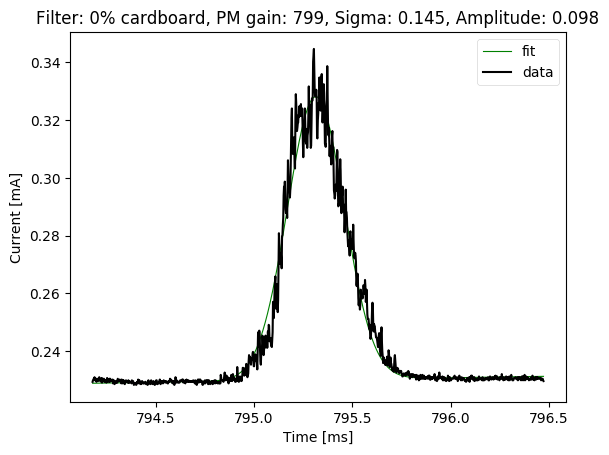 Filter: 0% cardboard, PM gain: 799, Sigma: 0.145, Amplitude: 0.098
fit
data
0.34
0.32
0.30
0.28
0.26
0.24
Current [mA]
794.5 795.0 795.5 796.0 796.5
Time [ms]